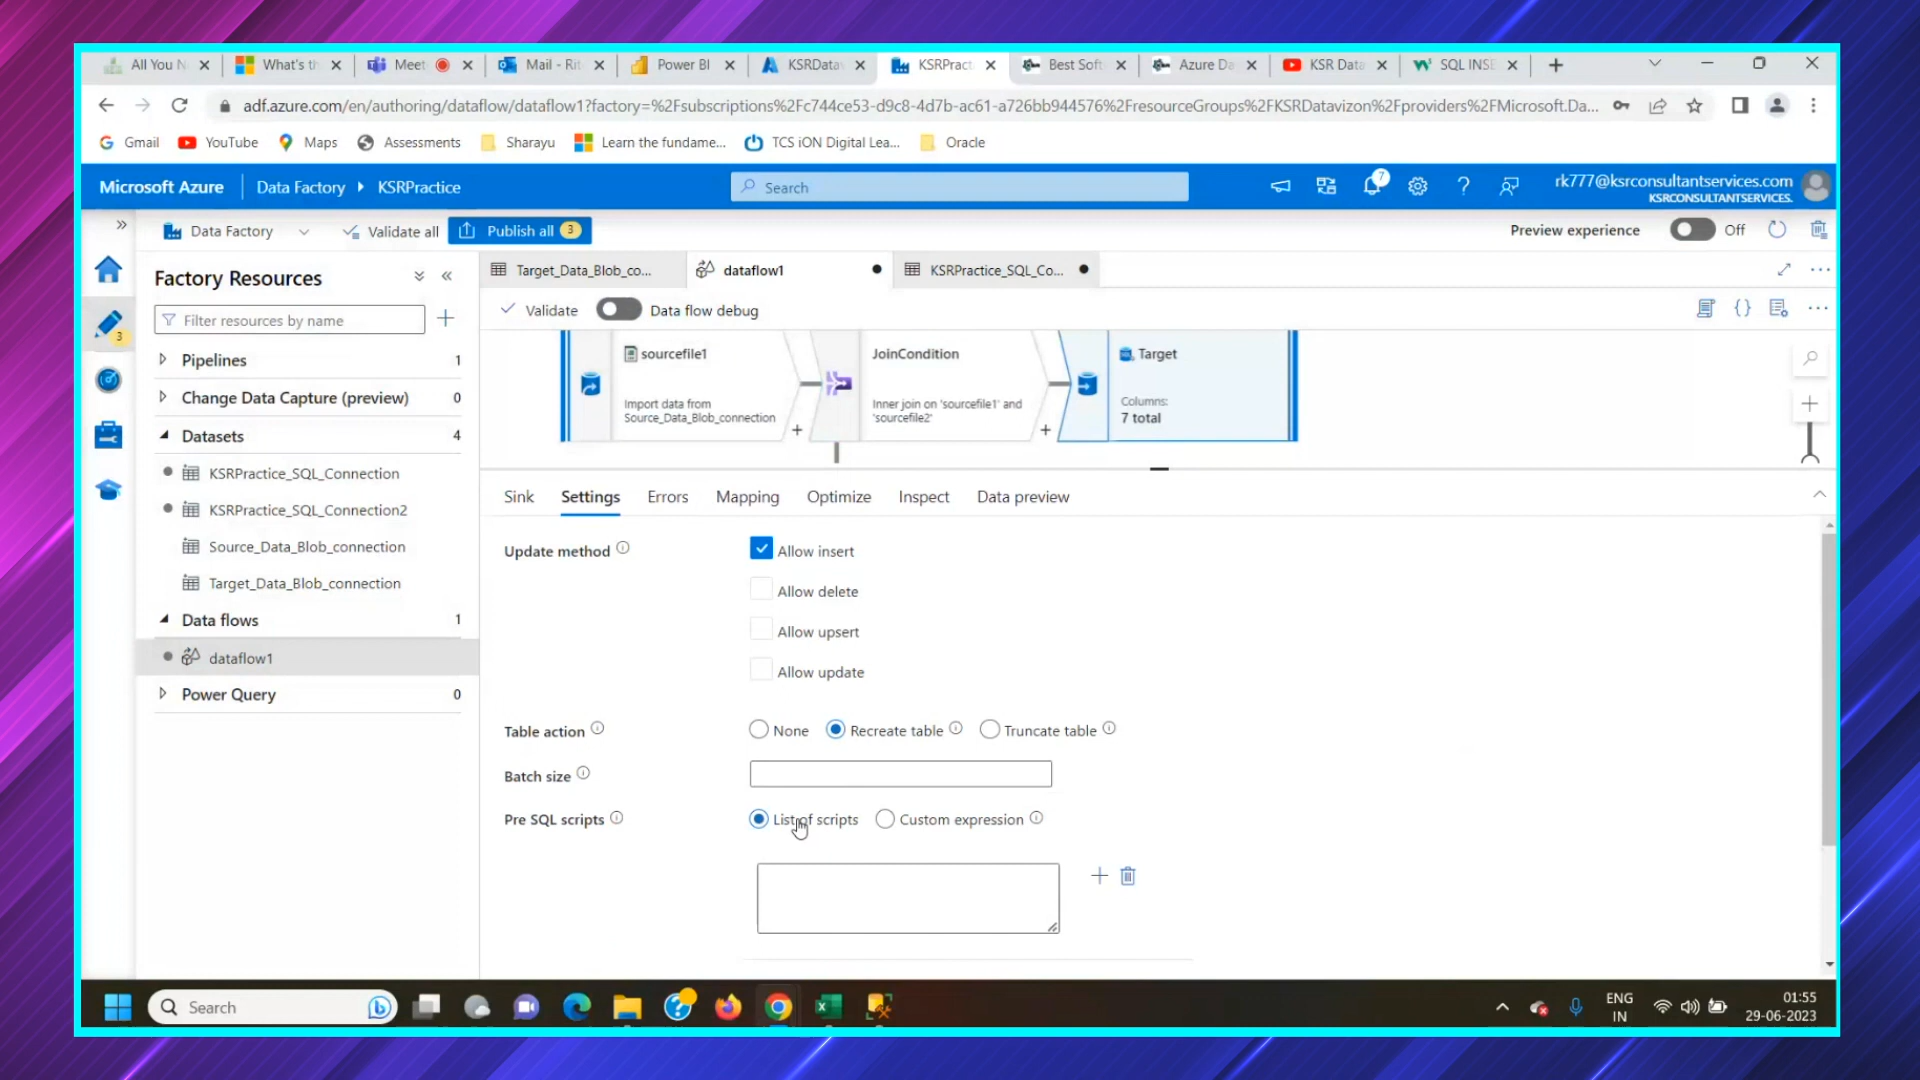 All You N
What's th
Meet
Mail - Rit
Power BI
KSRDatav
KSRPract
Best Soft
Azure Da
KSR Data
SQL INSE
adf.azure.com/en/authoring/dataflow/dataflow1?factory=%2Fsubscriptions%2Fc744ce53-d9c8-4d7b-ac61-a726bb944576%2FresourceGroups%2FKSRDatavizon%2Fproviders%2FMicrosoft.Da...
Gmail
YouTube
Maps
Assessments
Sharayu
Learn the fundame...
TCS iON Digital Lea...
Oracle
Microsoft Azure
Data Factory
KSRPractice
Search
7
rk777@ksrconsultantservices.com
KSRCONSULTANTSERVICES.
Data Factory
Validate all
Publish all 3
Preview experience
Off
Factory Resources
Target_Data_Blob_co...
dataflow1
KSRPractice_SQL_Co...
Filter resources by name
Validate
Data flow debug
3
Pipelines 1
Change Data Capture (preview) 0
Datasets 4
KSRPractice_SQL_Connection
KSRPractice_SQL_Connection2
Source_Data_Blob_connection
Target_Data_Blob_connection
Data flows 1
dataflow1
Power Query 0
sourcefile1
Import data from
Source_Data_Blob_connection
JoinCondition
Inner join on 'sourcefile1' and
'sourcefile2'
Target
Columns:
7 total
Sink
Settings
Errors
Mapping
Optimize
Inspect
Data preview
Update method
Allow insert
Allow delete
Allow upsert
Allow update
Table action
None
Recreate table
Truncate table
Batch size
Pre SQL scripts
List of scripts
Custom expression
Search
ENG
IN
01:55
29-06-2023